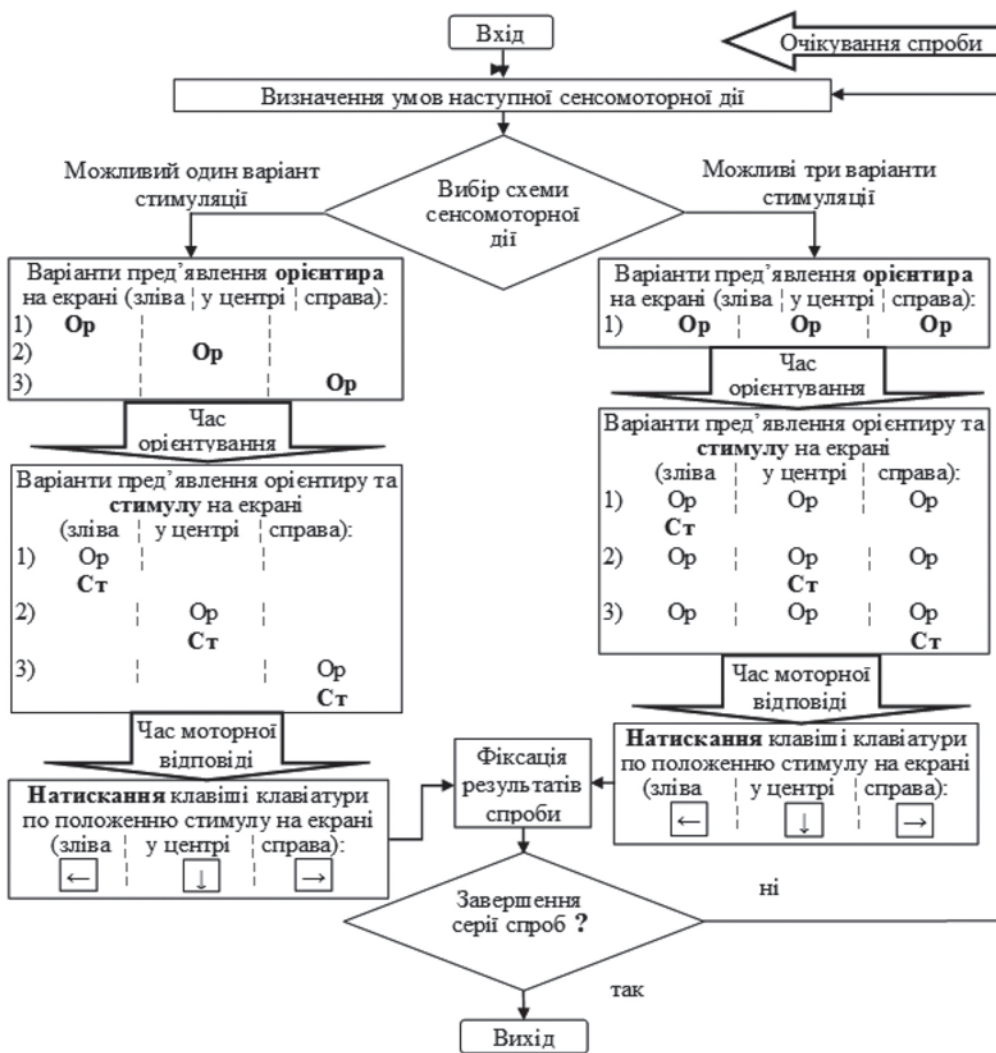 Вхід
Очікування спроби
Визначення умов наступної сенсомоторної дії
Можливий один варіант
стимуляції
Вибір схеми
сенсомоторної
дії
Можливі три варіанти
стимуляції
Варіанти пред’явлення орієнтира
на екрані (зліва ¦ у центрі ¦ справа):
1) Ор
2) Ор
3) Ор
Час
орієнтування
Варіанти пред’явлення орієнтиру та
стимулу на екрані
(зліва ¦ у центрі ¦ справа):
1) Ор
Ст
2) Ор
Ст
3) Ор
Ст
Час моторної
відповіді
Натискання клавіші клавіатури
по положенню стимулу на екрані
(зліва ¦ у центрі ¦ справа):
← ↓ →
Варіанти пред’явлення орієнтира
на екрані (зліва ¦ у центрі ¦ справа):
1) Ор Ор Ор
Час
орієнтування
Варіанти пред’явлення орієнтиру та
стимулу на екрані
(зліва ¦ у центрі ¦ справа):
1) Ор Ор Ор
Ст
2) Ор Ор Ор
Ст
3) Ор Ор Ор
Ст
Час моторної
відповіді
Натискання клавіші клавіатури
по положенню стимулу на екрані
(зліва ¦ у центрі ¦ справа):
← ↓ →
Фіксація
результатів
спроби
Завершення
серії спроб ?
ні
так
Вихід